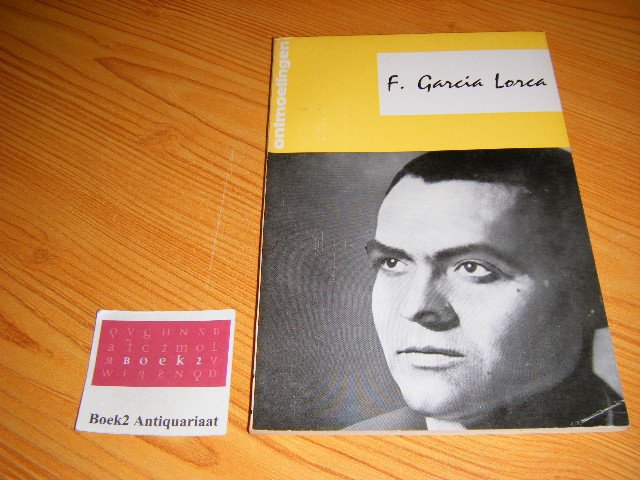 ontmoetingen
F. Garcia Lorca
BOEK2
Boek2 Antiquariaat